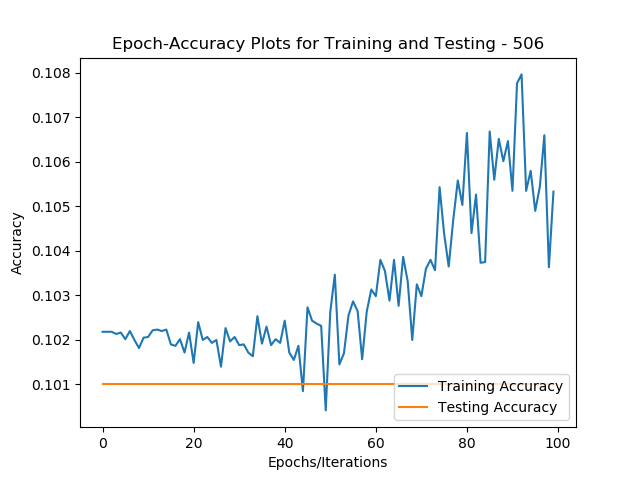 Epoch-Accuracy Plots for Training and Testing - 506
0.108
0.107
0.106
0.105
0.104
0.103
0.102
0.101
Accuracy
Training Accuracy
Testing Accuracy
0 20 40 60 80 100
Epochs/Iterations